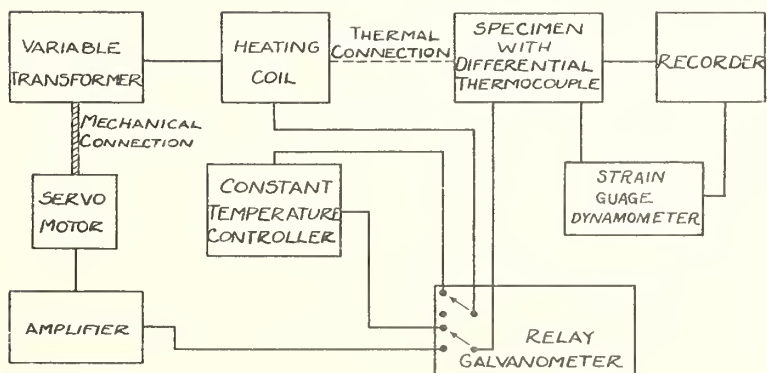 VARIABLE
TRANSFORMER
HEATING
COIL
THERMAL
CONNECTION
SPECIMEN
WITH
DIFFERENTIAL
THERMOCOUPLE
RECORDER
MECHANICAL
CONNECTION
SERVO
MOTOR
CONSTANT
TEMPERATURE
CONTROLLER
STRAIN
GUAGE
DYNAMOMETER
AMPLIFIER
RELAY
GALVANOMETER